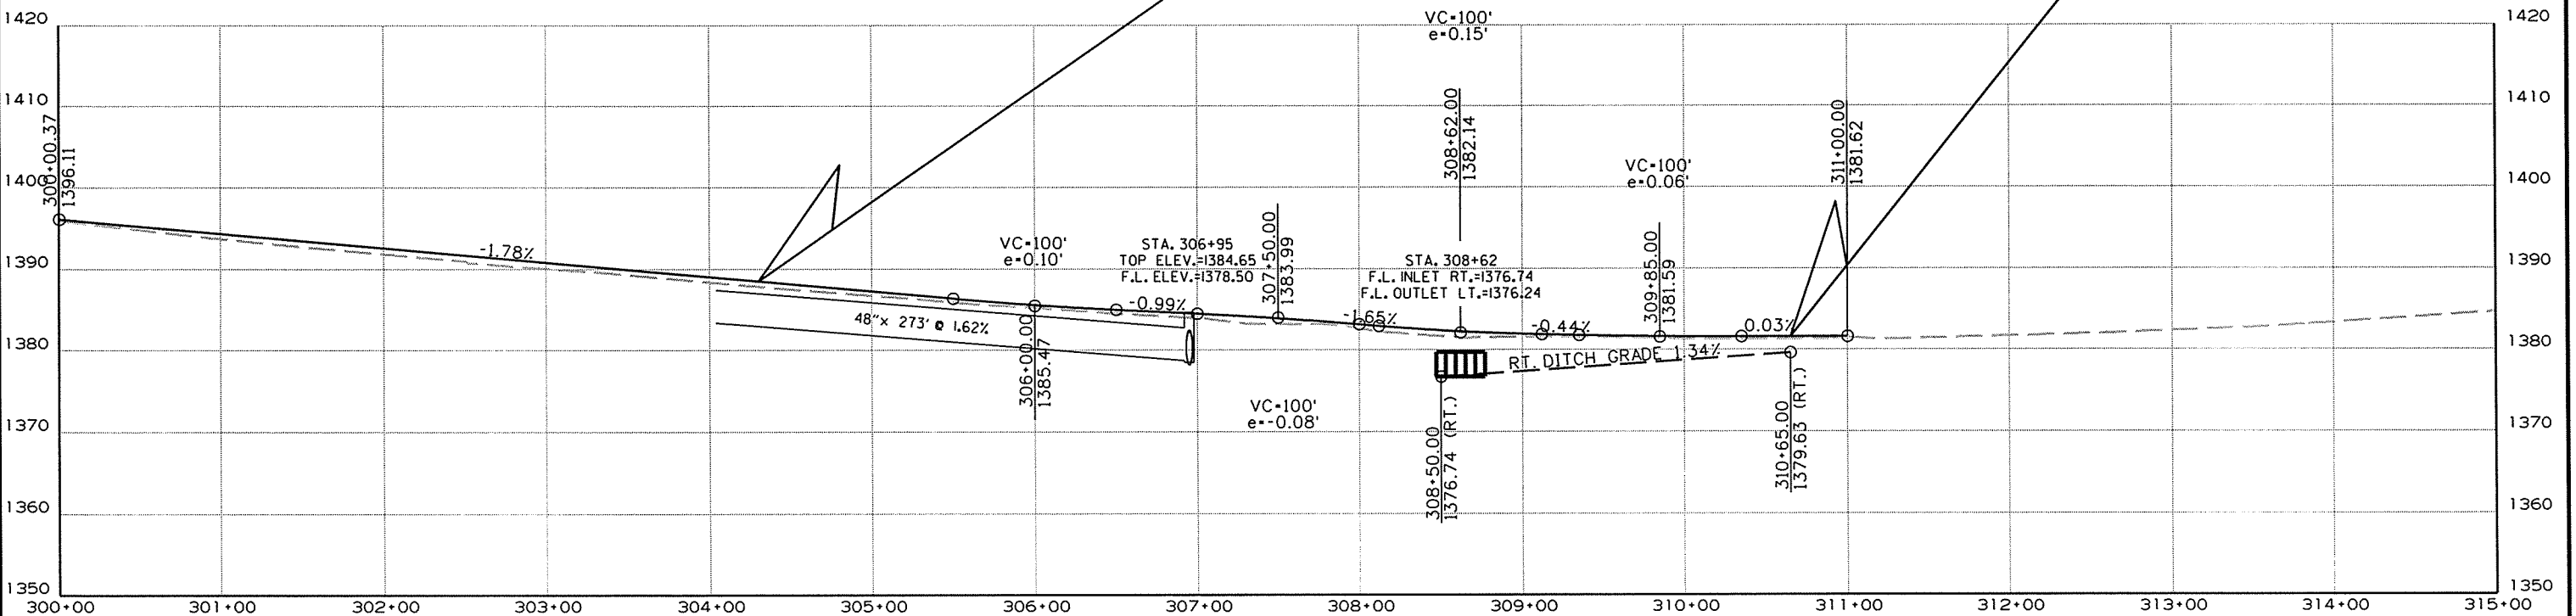 1420
1420
VC=100'
e=0.15'
1410
1410
300+00.37
1396.11
308+62.00
1382.14
311+00.00
1381.62
VC=100'
e=0.06'
1400
1400
-1.78%
VC=100'
e=0.10'
STA. 306+95
TOP ELEV.=1384.65
F.L. ELEV.=1378.50
307+50.00
1383.99
STA. 308+62
F.L. INLET RT.=1376.74
F.L. OUTLET LT.=1376.24
309+85.00
1381.59
1390
1390
-0.99%
48"x 273' @ 1.62%
-1.65%
-0.44%
0.03%
1380
1380
306+00.00
1385.47
RT. DITCH GRADE 1.34%
VC=100'
e=-0.08'
308+50.00
1376.74 (RT.)
310+65.00
1379.63 (RT.)
1370
1370
1360
1360
1350
1350
300+00 301+00 302+00 303+00 304+00 305+00 306+00 307+00 308+00 309+00 310+00 311+00 312+00 313+00 314+00 315+00